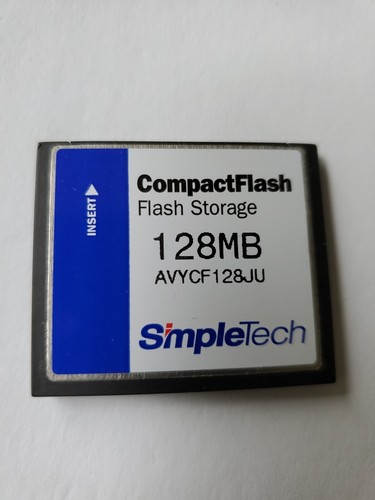 INSERT
CompactFlash
Flash Storage
128MB
AVYCF128JU
SimpleTech